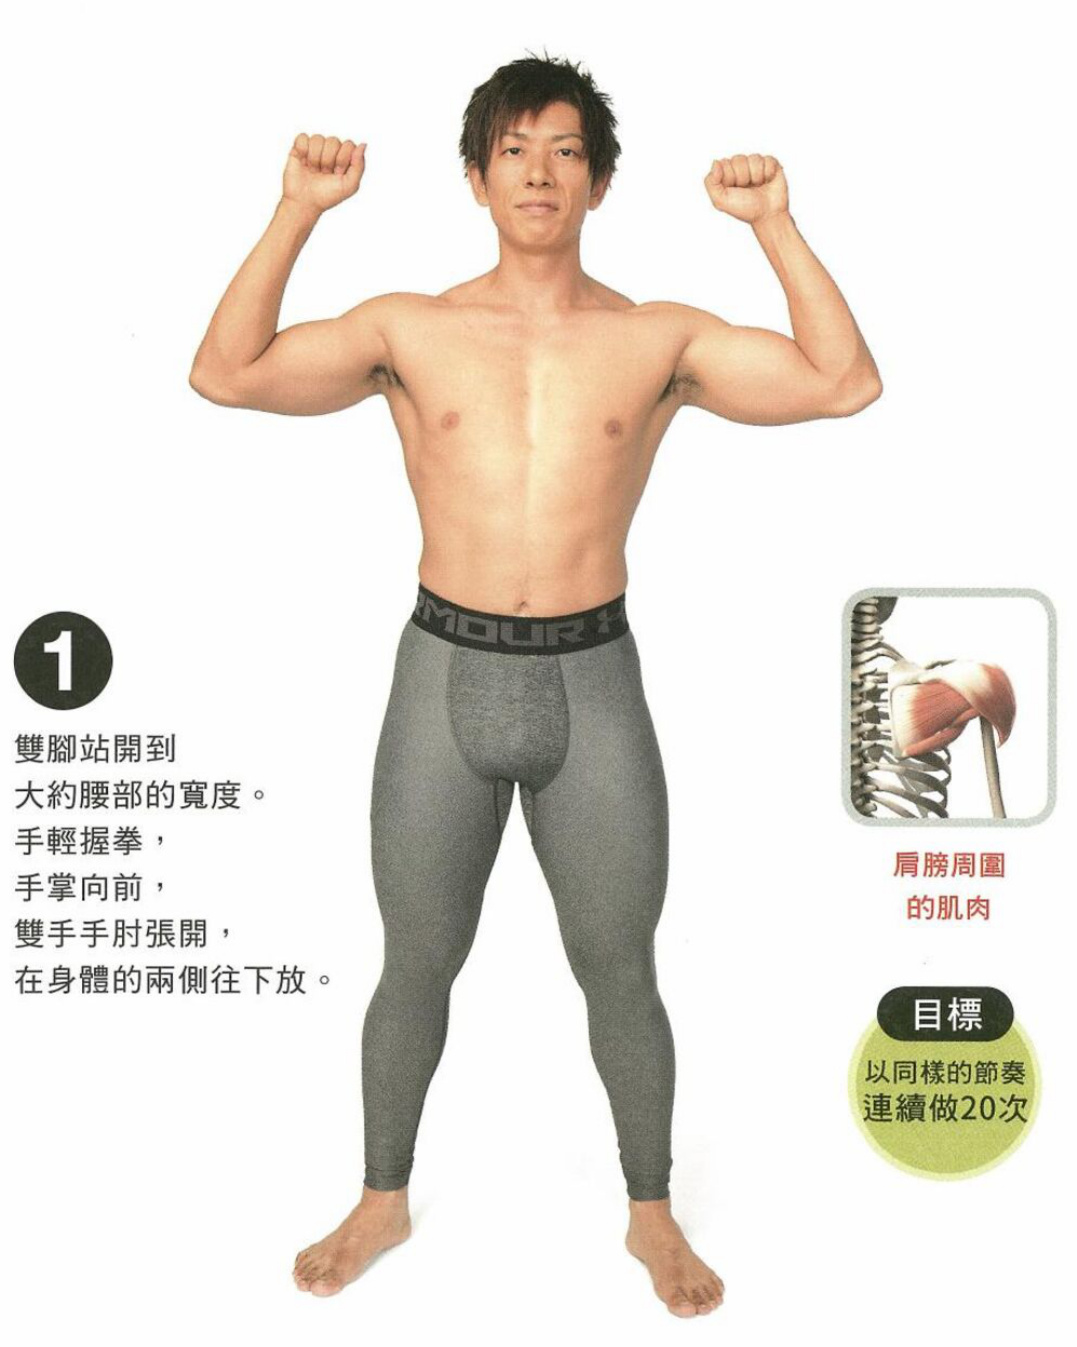 1
雙腳站開到
大約腰部的寬度。
手輕握拳，
手掌向前，
雙手手肘張開，
在身體的兩側往下放。
RMOUR
肩膀周圍
的肌肉
目標
以同樣的節奏
連續做20次